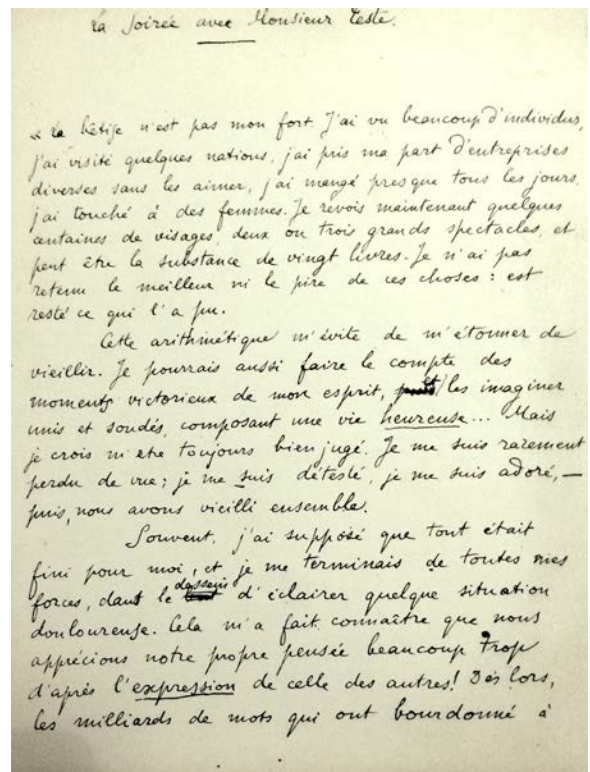 La Soirée avec Monsieur Teste.
« La bêtise n'est pas mon fort. J'ai vu beaucoup d'individus,
j'ai visité quelques nations, j'ai pris ma part d'entreprises
diverses sans les aimer, j'ai mangé presque tous les jours,
j'ai touché à des femmes. Je revois maintenant quelques
centaines de visages, deux ou trois grands spectacles, et
peut être la substance de vingt livres. Je n'ai pas
retenu le meilleur ni le pire de ces choses : est
resté ce qui l'a pu.
Cette arithmétique m'évite de m'étonner de
vieillir. Je pourrais aussi faire le compte des
moments victorieux de mon esprit, et les imaginer
unis et soudés, composant une vie heureuse... Mais
je crois m'être toujours bien jugé. Je me suis rarement
perdu de vue ; je me suis détesté, je me suis adoré, —
puis, nous avons vieilli ensemble.
Souvent, j'ai supposé que tout était
fini pour moi, et je me terminais de toutes mes
forces, dans le dessein d'éclairer quelque situation
douloureuse. Cela m'a fait connaître que nous
apprécions notre propre pensée beaucoup trop
d'après l'expression de celle des autres! Dès lors,
les milliards de mots qui ont bourdonné à